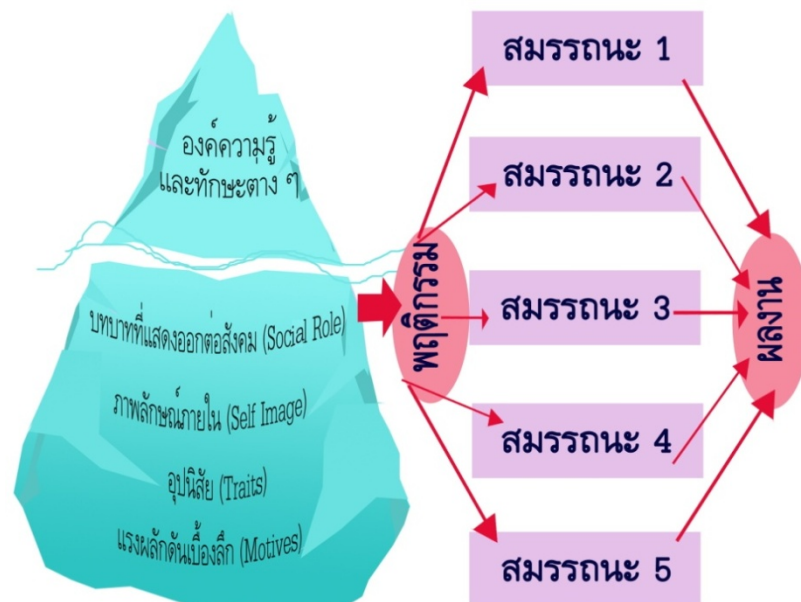 องค์ความรู้
และทักษะต่าง ๆ
บทบาทที่แสดงออกต่อสังคม (Social Role)
ภาพลักษณ์ภายใน (Self Image)
อุปนิสัย (Traits)
แรงผลักดันเบื้องลึก (Motives)
พฤติกรรม
สมรรถนะ 1
สมรรถนะ 2
สมรรถนะ 3
สมรรถนะ 4
สมรรถนะ 5
ผลงาน